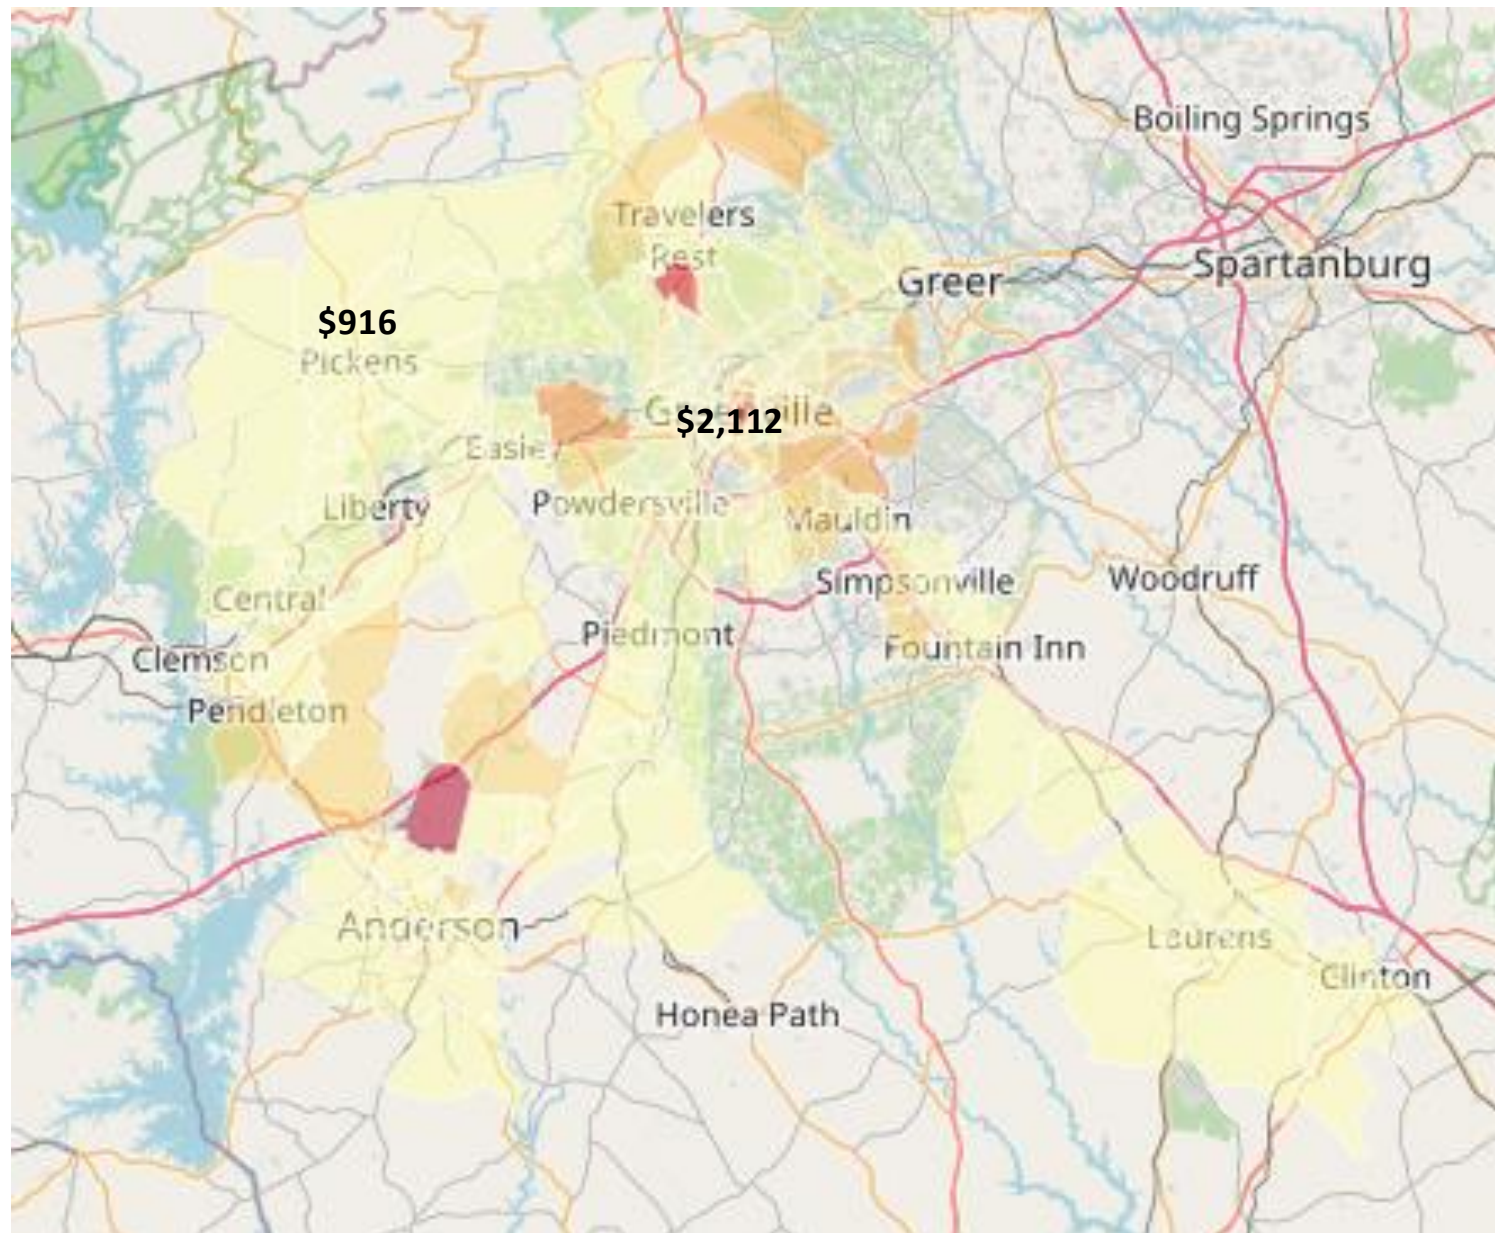 Boiling Springs
Travelers
Rest
Greer
Spartanburg
$916
Pickens
$2,112
Easley
Liberty
Powdersville
Mauldin
Central
Simpsonville
Woodruff
Clemson
Piedmont
Fountain Inn
Pendleton
Anderson
Laurens
Clinton
Honea Path